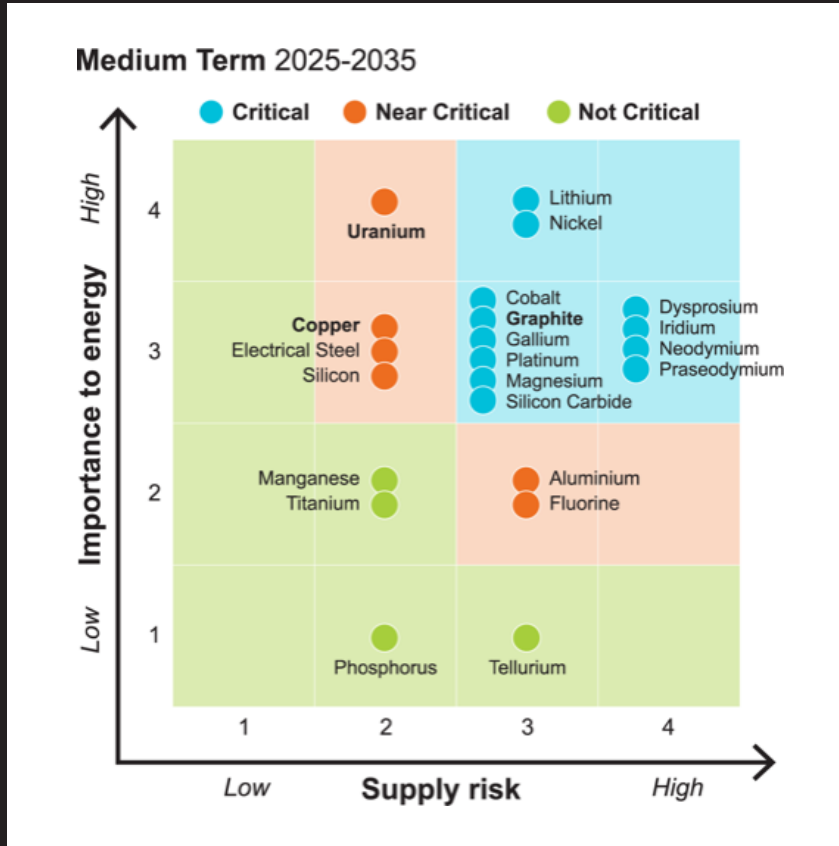 Medium Term 2025-2035
Critical
Near Critical
Not Critical
High
Importance to energy
Low
4
3
2
1
Uranium
Lithium
Nickel
Copper
Electrical Steel
Silicon
Cobalt
Graphite
Gallium
Platinum
Magnesium
Silicon Carbide
Dysprosium
Iridium
Neodymium
Praseodymium
Manganese
Titanium
Aluminium
Fluorine
Phosphorus
Tellurium
1
2
3
4
Low
Supply risk
High